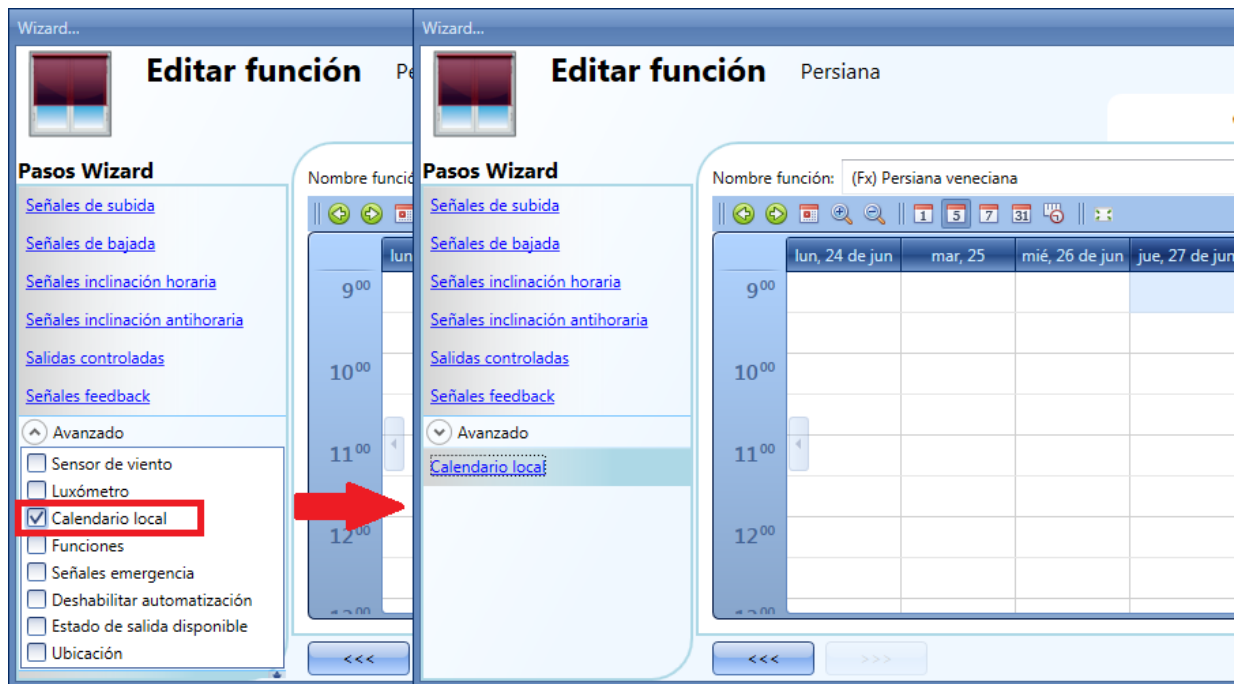 Wizard...
Editar función Pe
Pasos Wizard
Señales de subida
Señales de bajada
Señales inclinación horaria
Señales inclinación antihoraria
Salidas controladas
Señales feedback
Avanzado
Sensor de viento
Luxómetro
Calendario local
Funciones
Señales emergencia
Deshabilitar automatización
Estado de salida disponible
Ubicación
Nombre funció
lun
9⁰⁰
10⁰⁰
11⁰⁰
12⁰⁰
<<<
Wizard...
Editar función Persiana
Pasos Wizard
Señales de subida
Señales de bajada
Señales inclinación horaria
Señales inclinación antihoraria
Salidas controladas
Señales feedback
Avanzado
Calendario local
Nombre función: (Fx) Persiana veneciana
1 5 7 31
lun, 24 de jun mar, 25 mié, 26 de jun jue, 27 de jun
9⁰⁰
10⁰⁰
11⁰⁰
12⁰⁰
<<< >>>